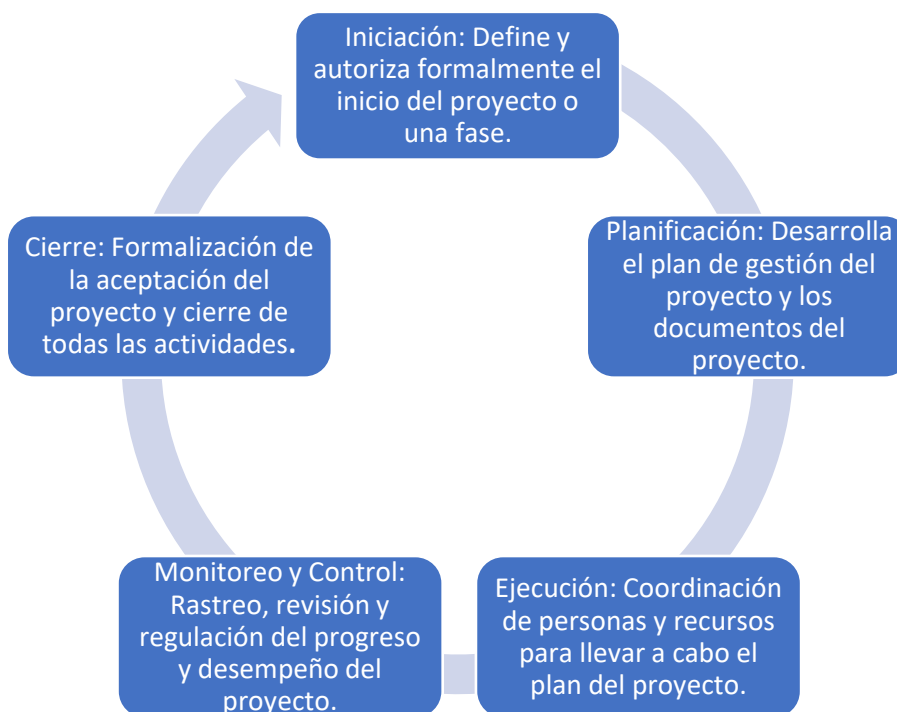 Iniciación: Define y
autoriza formalmente el
inicio del proyecto o
una fase.
Planificación: Desarrolla
el plan de gestión del
proyecto y los
documentos del
proyecto.
Ejecución: Coordinación
de personas y recursos
para llevar a cabo el
plan del proyecto.
Monitoreo y Control:
Rastreo, revisión y
regulación del progreso
y desempeño del
proyecto.
Cierre: Formalización de
la aceptación del
proyecto y cierre de
todas las actividades.